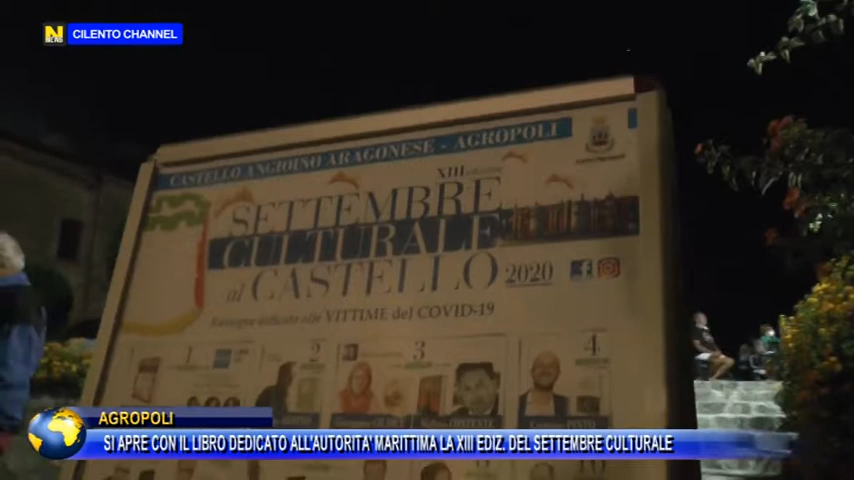 N
NEWS
CILENTO CHANNEL
CASTELLO ANGIOINO ARAGONESE - AGROPOLI
XIII edizione
SETTEMBRE
CULTURALE
al CASTELLO 2020
Rassegna dedicata alle VITTIME del COVID-19
1 2 3 4
AGROPOLI
SI APRE CON IL LIBRO DEDICATO ALL'AUTORITA' MARITTIMA LA XIII EDIZ. DEL SETTEMBRE CULTURALE